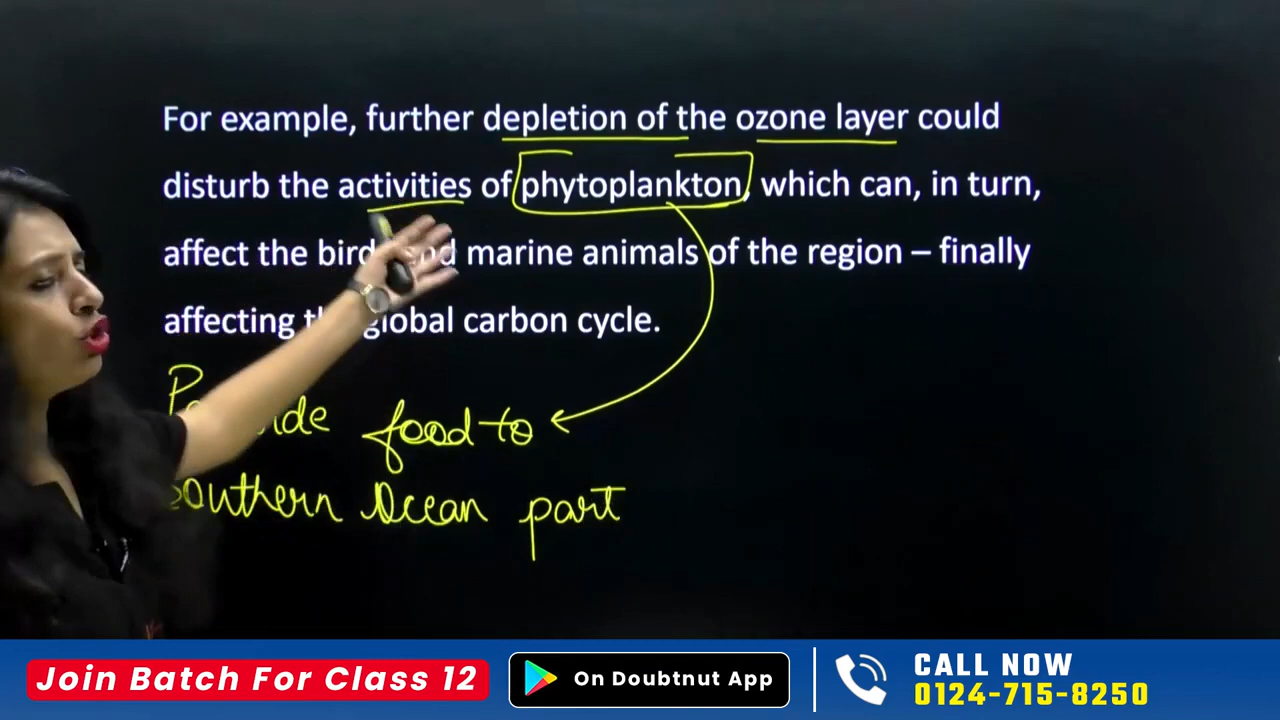 For example, further depletion of the ozone layer could
disturb the activities of phytoplankton, which can, in turn,
affect the and marine animals of the region – finally
affecting global carbon cycle.
food to
Southern Ocean part
Join Batch For Class 12
On Doubtnut App
CALL NOW
0124-715-8250